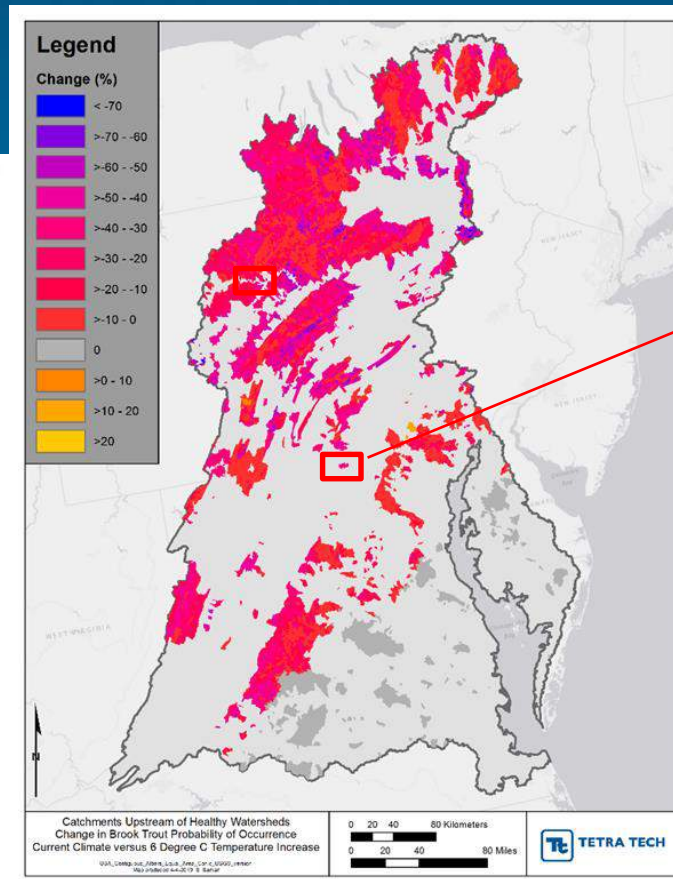 Legend
Change (%)
< -70
>-70 - -60
>-60 - -50
>-50 - -40
>-40 - -30
>-30 - -20
>-20 - -10
>-10 - 0
0
>0 - 10
>10 - 20
>20
NEW JERSEY
NEW JERSEY
WEST VIRGINIA
N
Catchments Upstream of Healthy Watersheds
Change in Brook Trout Probability of Occurrence
Current Climate versus 6 Degree C Temperature Increase
0 20 40 80 Kilometers
0 20 40 80 Miles
Tt TETRA TECH